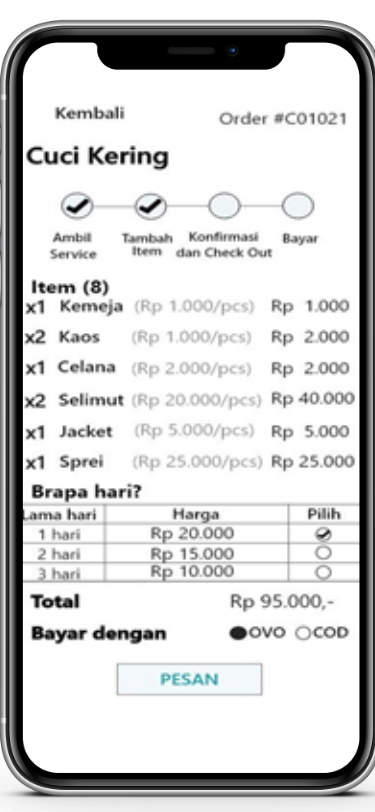 Kembali Order #C01021
Cuci Kering
Ambil Service Tambah Item Konfirmasi dan Check Out Bayar
Item (8)
x1 Kemeja (Rp 1.000/pcs) Rp 1.000
x2 Kaos (Rp 1.000/pcs) Rp 2.000
x1 Celana (Rp 2.000/pcs) Rp 2.000
x2 Selimut (Rp 20.000/pcs) Rp 40.000
x1 Jacket (Rp 5.000/pcs) Rp 5.000
x1 Sprei (Rp 25.000/pcs) Rp 25.000
Brapa hari?
Lama hari Harga Pilih
1 hari Rp 20.000
2 hari Rp 15.000
3 hari Rp 10.000
Total Rp 95.000,-
Bayar dengan OVO COD
PESAN